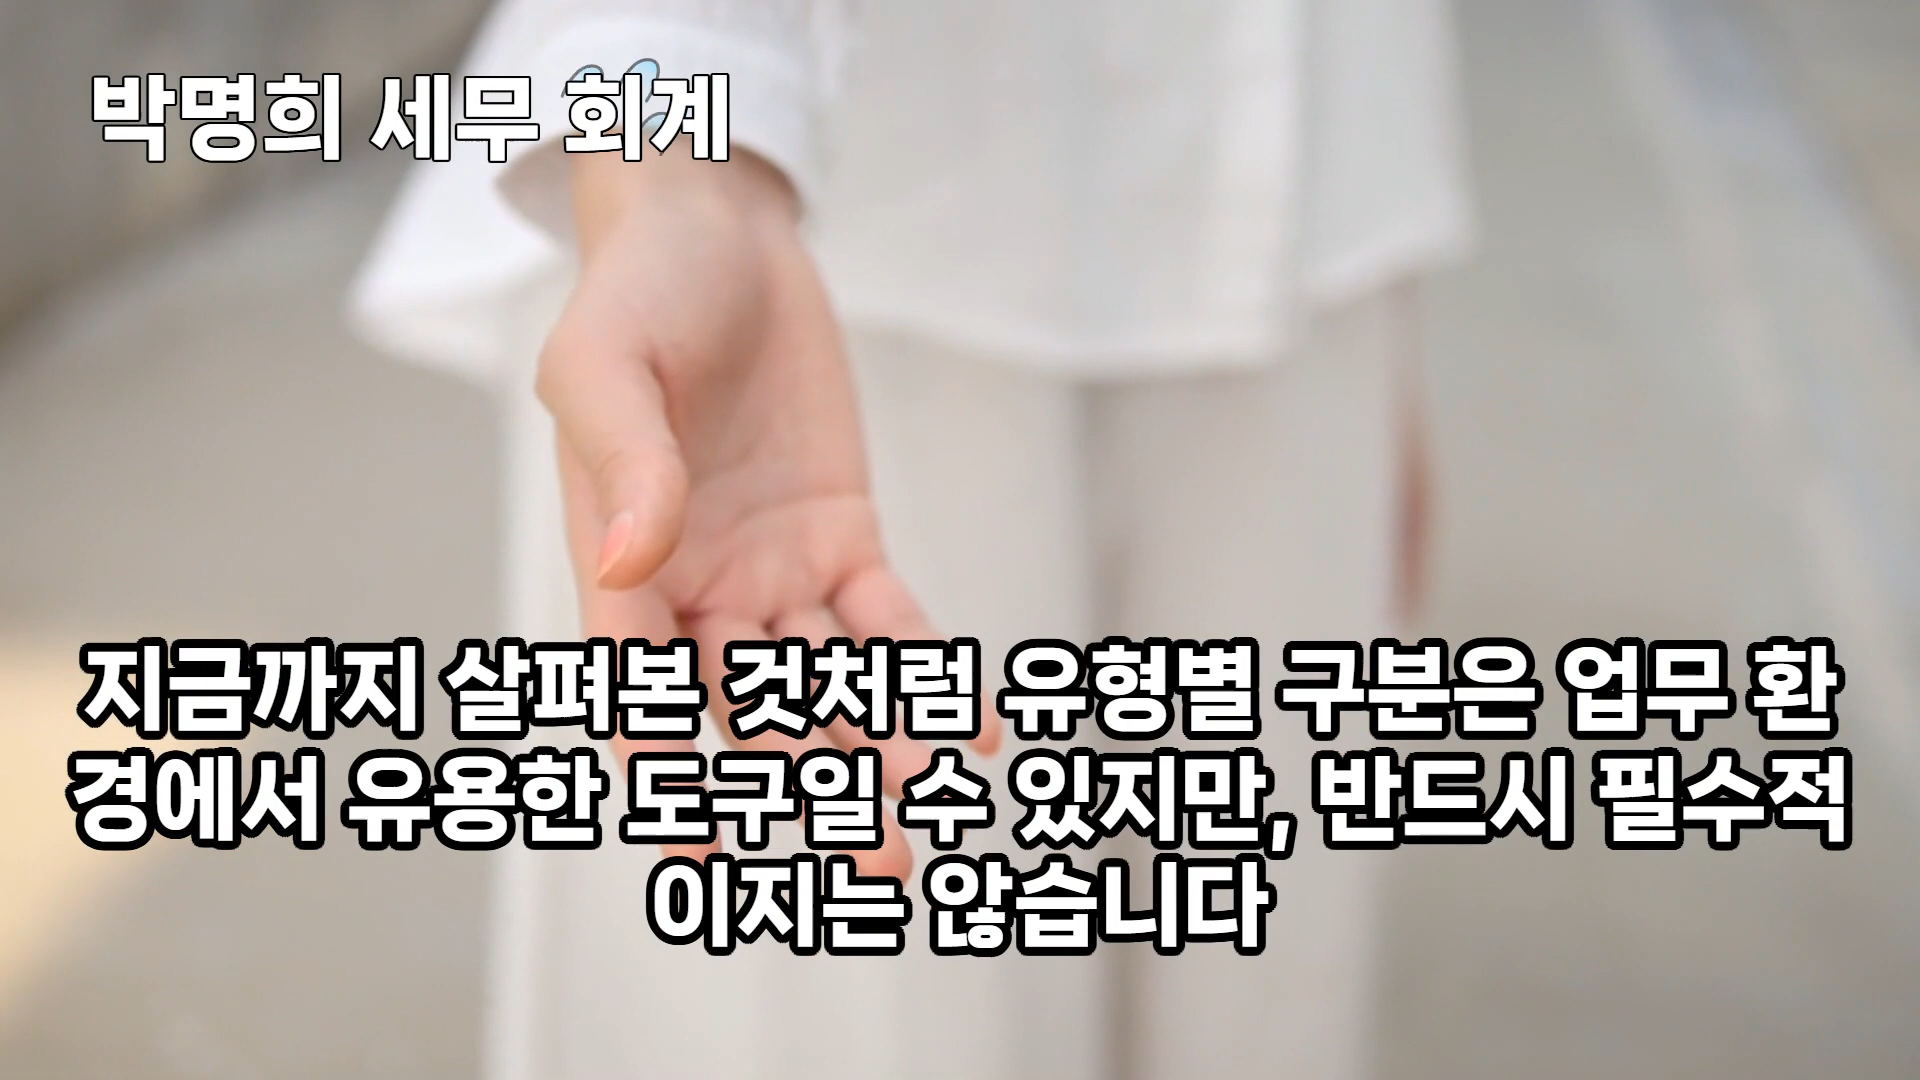 박명희 세무 회계
지금까지 살펴본 것처럼 유형별 구분은 업무 환
경에서 유용한 도구일 수 있지만, 반드시 필수적
이지는 않습니다